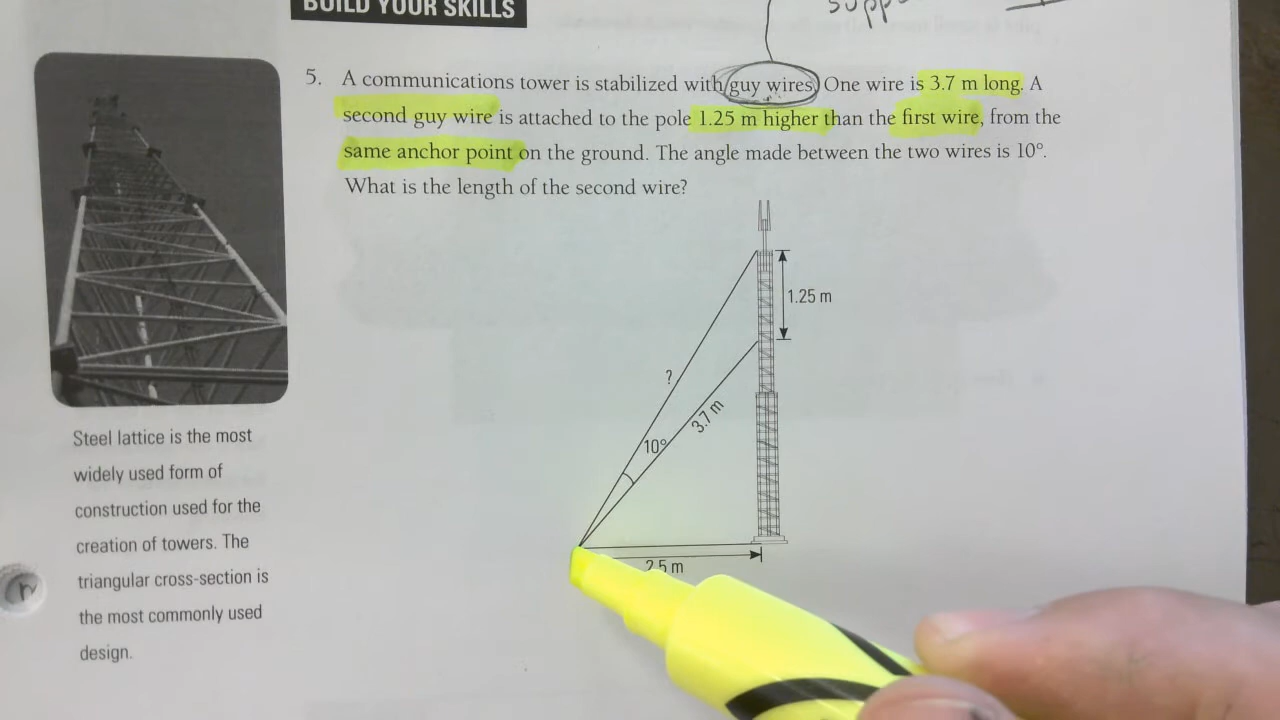 BUILD YOUR SKILLS
5. A communications tower is stabilized with guy wires. One wire is 3.7 m long. A
second guy wire is attached to the pole 1.25 m higher than the first wire, from the
same anchor point on the ground. The angle made between the two wires is 10°.
What is the length of the second wire?
1.25 m
?
3.7 m
10°
2.5 m
Steel lattice is the most
widely used form of
construction used for the
creation of towers. The
triangular cross-section is
the most commonly used
design.